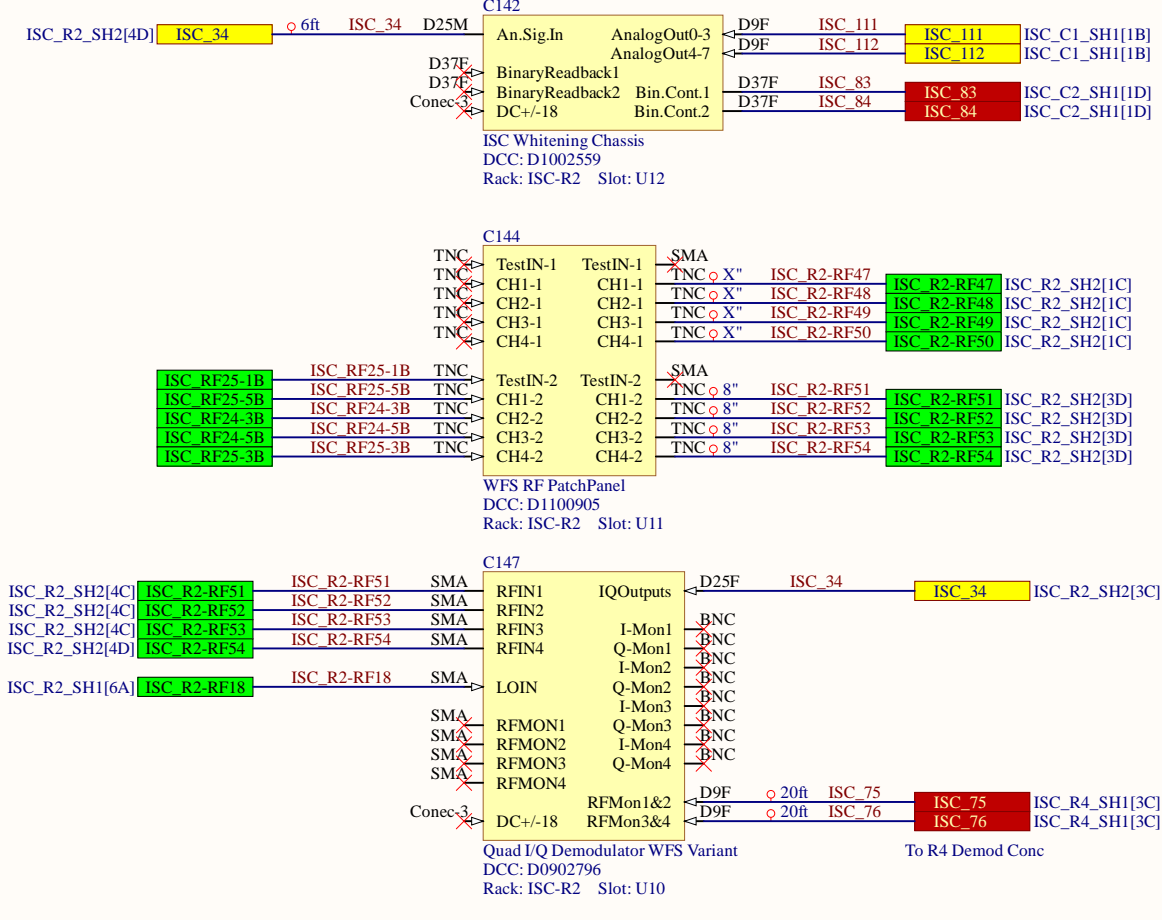 C142
ISC_R2_SH2[4D] ISC_34 6ft ISC_34 D25M An.Sig.In AnalogOut0-3 D9F ISC_111 ISC_111 ISC_C1_SH1[1B]
AnalogOut4-7 D9F ISC_112 ISC_112 ISC_C1_SH1[1B]
D37F BinaryReadback1
D37F BinaryReadback2 Bin.Cont.1 D37F ISC_83 ISC_83 ISC_C2_SH1[1D]
Conec-3 DC+/-18 Bin.Cont.2 D37F ISC_84 ISC_84 ISC_C2_SH1[1D]
ISC Whitening Chassis
DCC: D1002559
Rack: ISC-R2 Slot: U12
C144
TNC TestIN-1 TestIN-1 SMA
TNC CH1-1 CH1-1 TNC X" ISC_R2-RF47 ISC_R2-RF47 ISC_R2_SH2[1C]
TNC CH2-1 CH2-1 TNC X" ISC_R2-RF48 ISC_R2-RF48 ISC_R2_SH2[1C]
TNC CH3-1 CH3-1 TNC X" ISC_R2-RF49 ISC_R2-RF49 ISC_R2_SH2[1C]
TNC CH4-1 CH4-1 TNC X" ISC_R2-RF50 ISC_R2-RF50 ISC_R2_SH2[1C]
ISC_RF25-1B ISC_RF25-1B TNC TestIN-2 TestIN-2 SMA
ISC_RF25-5B ISC_RF25-5B TNC CH1-2 CH1-2 TNC 8" ISC_R2-RF51 ISC_R2-RF51 ISC_R2_SH2[3D]
ISC_RF24-3B ISC_RF24-3B TNC CH2-2 CH2-2 TNC 8" ISC_R2-RF52 ISC_R2-RF52 ISC_R2_SH2[3D]
ISC_RF24-5B ISC_RF24-5B TNC CH3-2 CH3-2 TNC 8" ISC_R2-RF53 ISC_R2-RF53 ISC_R2_SH2[3D]
ISC_RF25-3B ISC_RF25-3B TNC CH4-2 CH4-2 TNC 8" ISC_R2-RF54 ISC_R2-RF54 ISC_R2_SH2[3D]
WFS RF PatchPanel
DCC: D1100905
Rack: ISC-R2 Slot: U11
C147
ISC_R2_SH2[4C] ISC_R2-RF51 ISC_R2-RF51 SMA RFIN1 IQOutputs D25F ISC_34 ISC_34 ISC_R2_SH2[3C]
ISC_R2_SH2[4C] ISC_R2-RF52 ISC_R2-RF52 SMA RFIN2
ISC_R2_SH2[4C] ISC_R2-RF53 ISC_R2-RF53 SMA RFIN3 I-Mon1 BNC
ISC_R2_SH2[4D] ISC_R2-RF54 ISC_R2-RF54 SMA RFIN4 Q-Mon1 BNC
I-Mon2 BNC
ISC_R2_SH1[6A] ISC_R2-RF18 ISC_R2-RF18 SMA LOIN Q-Mon2 BNC
I-Mon3 BNC
SMA RFMON1 Q-Mon3 BNC
SMA RFMON2 I-Mon4 BNC
SMA RFMON3 Q-Mon4 BNC
SMA RFMON4
RFMon1&2 D9F 20ft ISC_75 ISC_75 ISC_R4_SH1[3C]
Conec-3 DC+/-18 RFMon3&4 D9F 20ft ISC_76 ISC_76 ISC_R4_SH1[3C]
Quad I/Q Demodulator WFS Variant To R4 Demod Conc
DCC: D0902796
Rack: ISC-R2 Slot: U10